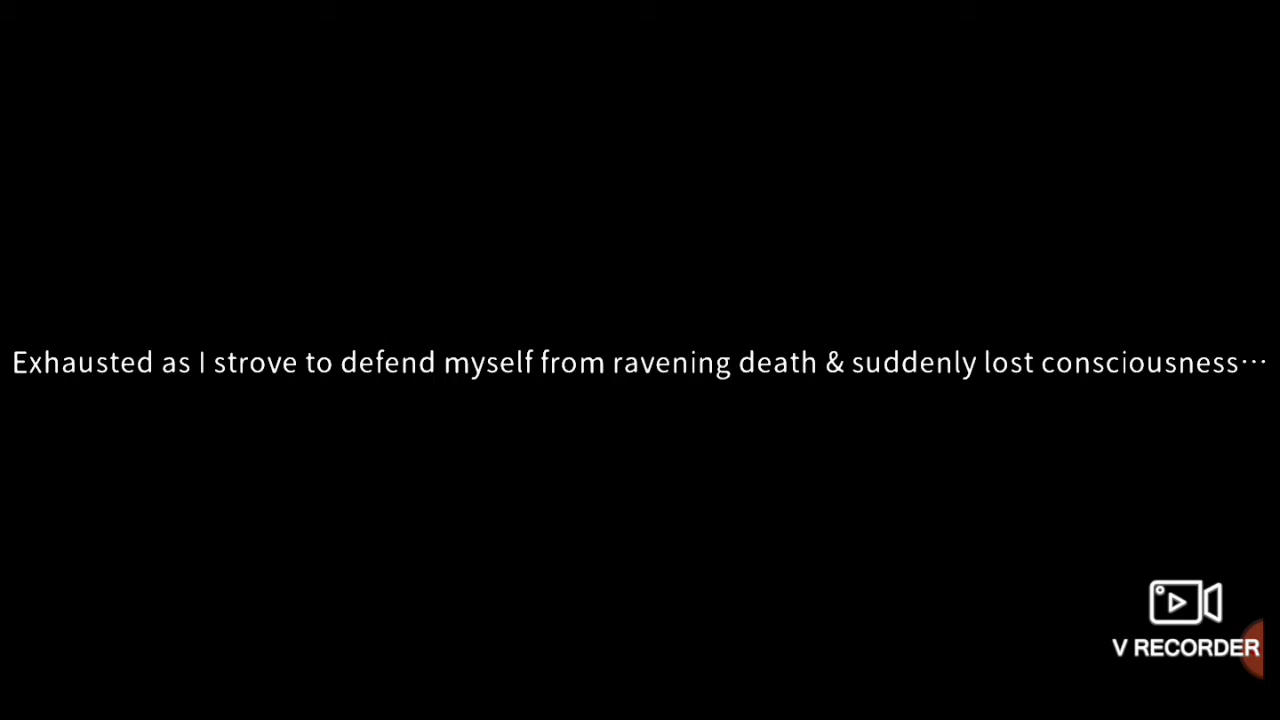 Exhausted as I strove to defend myself from ravening death & suddenly lost consciousness…
V RECORDER